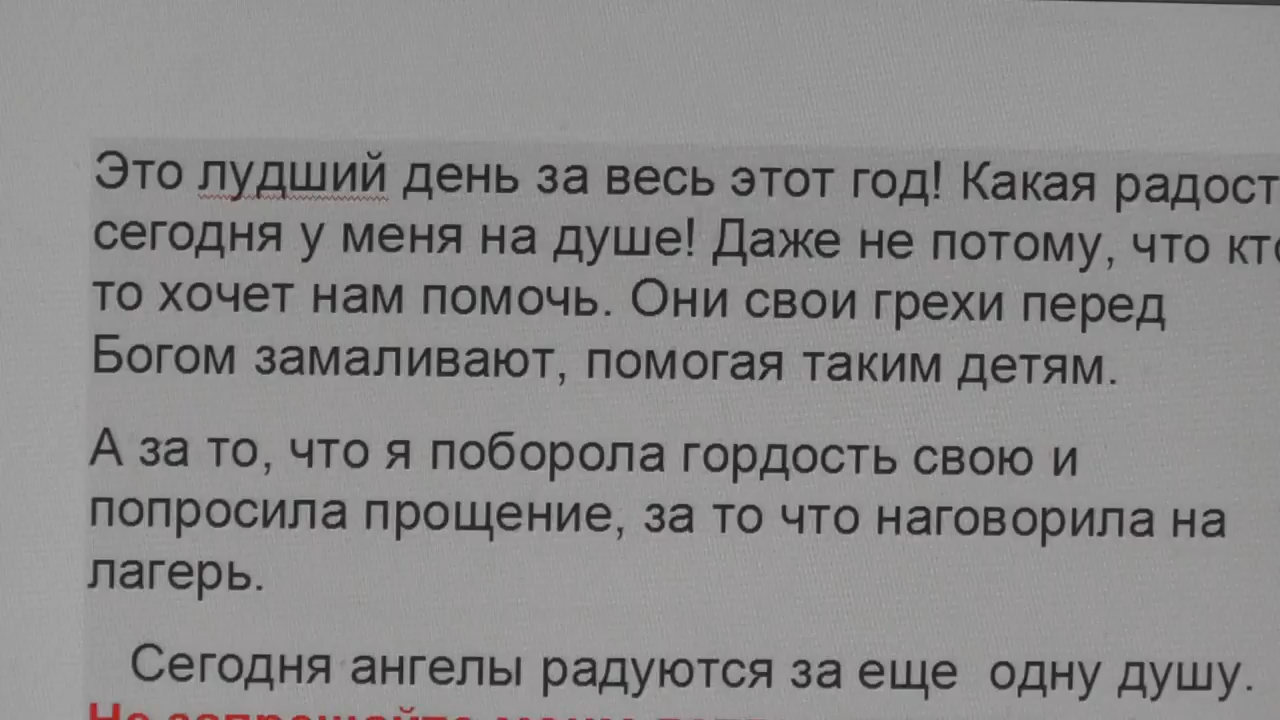 Это лудший день за весь этот год! Какая радост
сегодня у меня на душе! Даже не потому, что кто
то хочет нам помочь. Они свои грехи перед
Богом замаливают, помогая таким детям.
А за то, что я поборола гордость свою и
попросила прощение, за то что наговорила на
лагерь.
Сегодня ангелы радуются за еще одну душу.